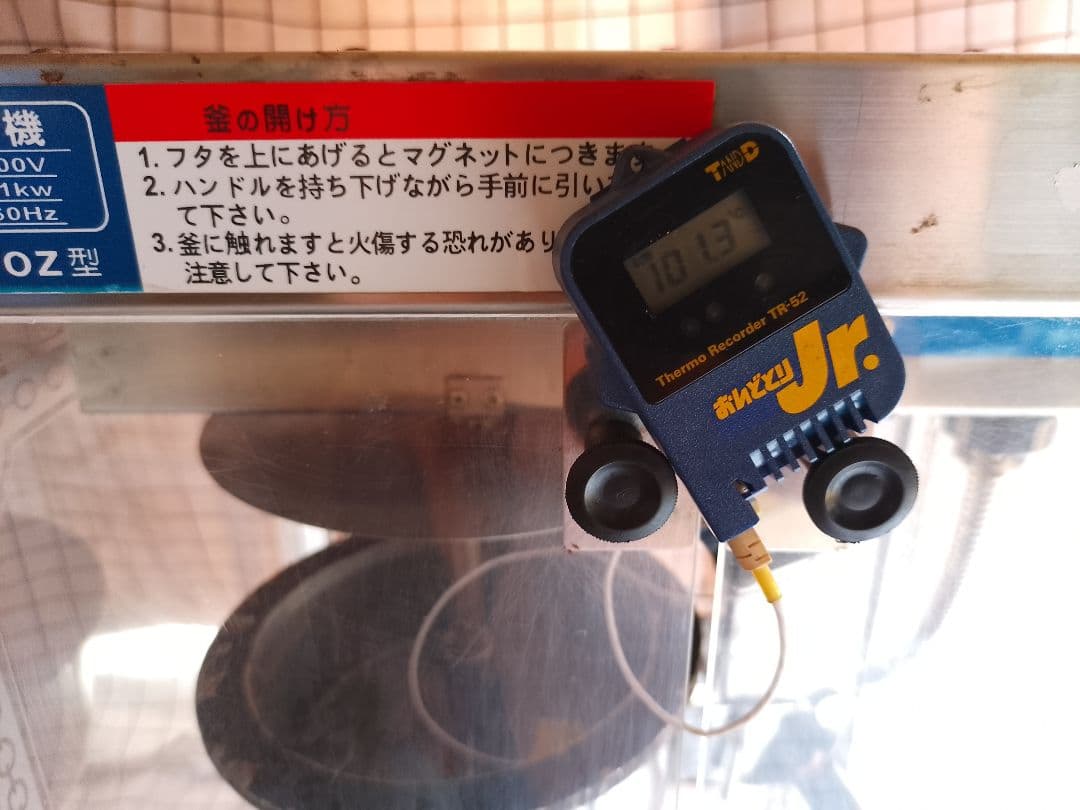 機
00V
1kw
60Hz
OZ型
釜の開け方
1. フタを上にあげるとマグネットにつきます
2. ハンドルを持ち下げながら手前に引い
て下さい。
3. 釜に触れますと火傷する恐れがあり
注意して下さい。
TANDD
101.3 °C
Thermo Recorder TR-52
おんどとり Jr.